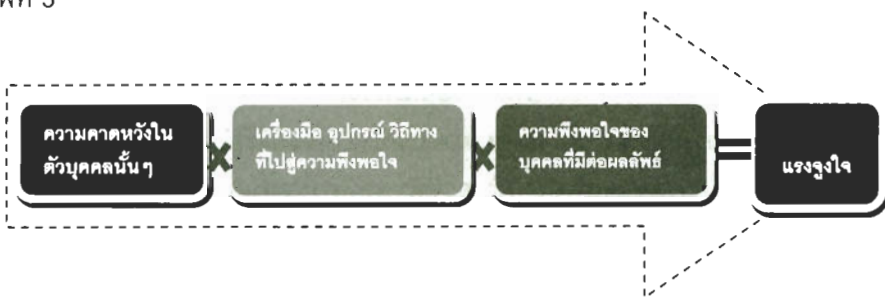 ความคาดหวังใน
ตัวบุคคลนั้นๆ
x
เครื่องมือ อุปกรณ์ วิถีทาง
ที่ไปสู่ความพึงพอใจ
x
ความพึงพอใจของ
บุคคลที่มีต่อผลลัพธ์
=
แรงจูงใจ